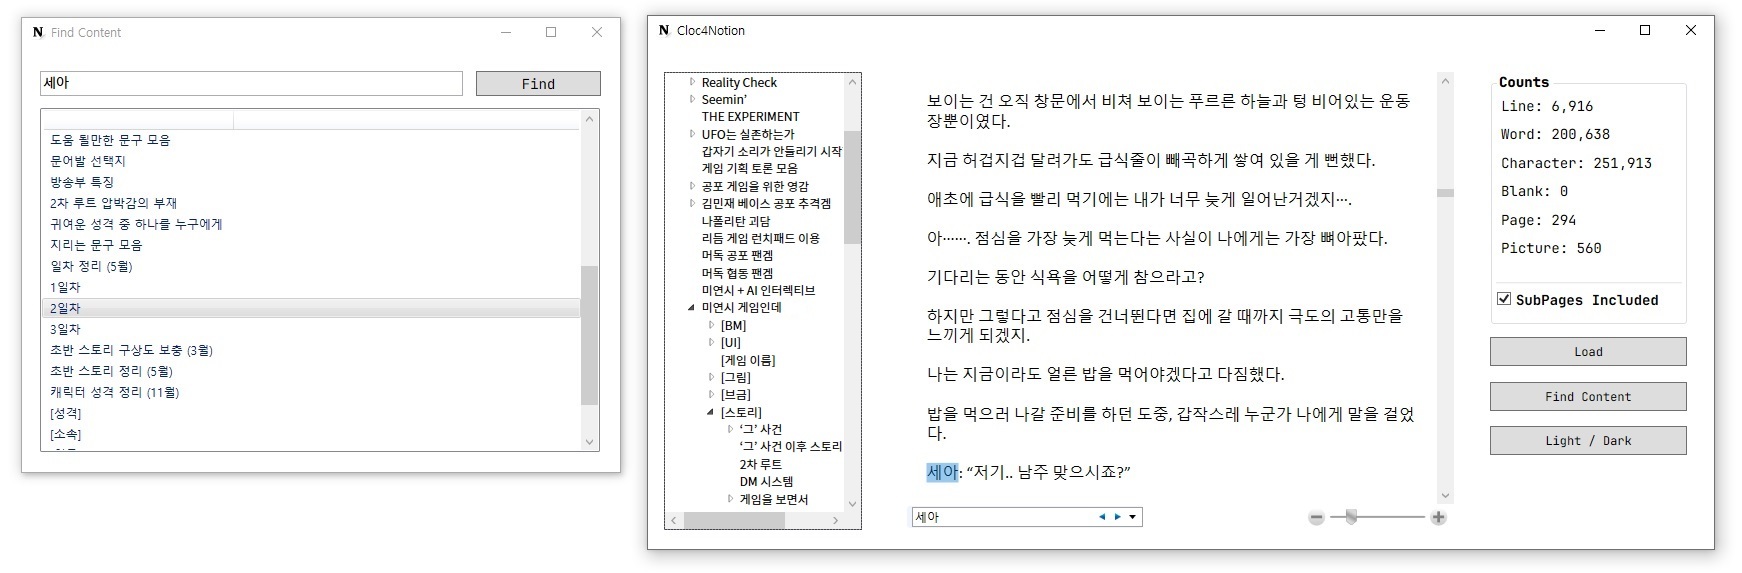 N Find Content
세아
Find
도움 될만한 문구 모음
문어발 선택지
방송부 특징
2차 루트 압박감의 부재
귀여운 성격 중 하나를 누구에게
지리는 문구 모음
일차 정리 (5월)
1일차
2일차
3일차
초반 스토리 구상도 보충 (3월)
초반 스토리 정리 (5월)
캐릭터 성격 정리 (11월)
[성격]
[소속]
N Cloc4Notion
Reality Check
Seemin’
THE EXPERIMENT
UFO는 실존하는가
갑자기 소리가 안들리기 시작
게임 기획 토론 모음
공포 게임을 위한 영감
김민재 베이스 공포 추격겜
나폴리탄 괴담
리듬 게임 런치패드 이용
머독 공포 팬겜
머독 협동 팬겜
미연시 + AI 인터렉티브
미연시 게임인데
[BM]
[UI]
[게임 이름]
[그림]
[브금]
[스토리]
‘그’ 사건
‘그’ 사건 이후 스토리
2차 루트
DM 시스템
게임을 보면서
보이는 건 오직 창문에서 비쳐 보이는 푸르른 하늘과 텅 비어있는 운동
장뿐이였다.
지금 허겁지겁 달려가도 급식줄이 빼곡하게 쌓여 있을 게 뻔했다.
애초에 급식을 빨리 먹기에는 내가 너무 늦게 일어난거겠지….
아……. 점심을 가장 늦게 먹는다는 사실이 나에게는 가장 뼈아팠다.
기다리는 동안 식욕을 어떻게 참으라고?
하지만 그렇다고 점심을 건너뛴다면 집에 갈 때까지 극도의 고통만을
느끼게 되겠지.
나는 지금이라도 얼른 밥을 먹어야겠다고 다짐했다.
밥을 먹으러 나갈 준비를 하던 도중, 갑작스레 누군가 나에게 말을 걸었
다.
세아: “저기.. 남주 맞으시죠?”
세아
Counts
Line: 6,916
Word: 200,638
Character: 251,913
Blank: 0
Page: 294
Picture: 560
SubPages Included
Load
Find Content
Light / Dark